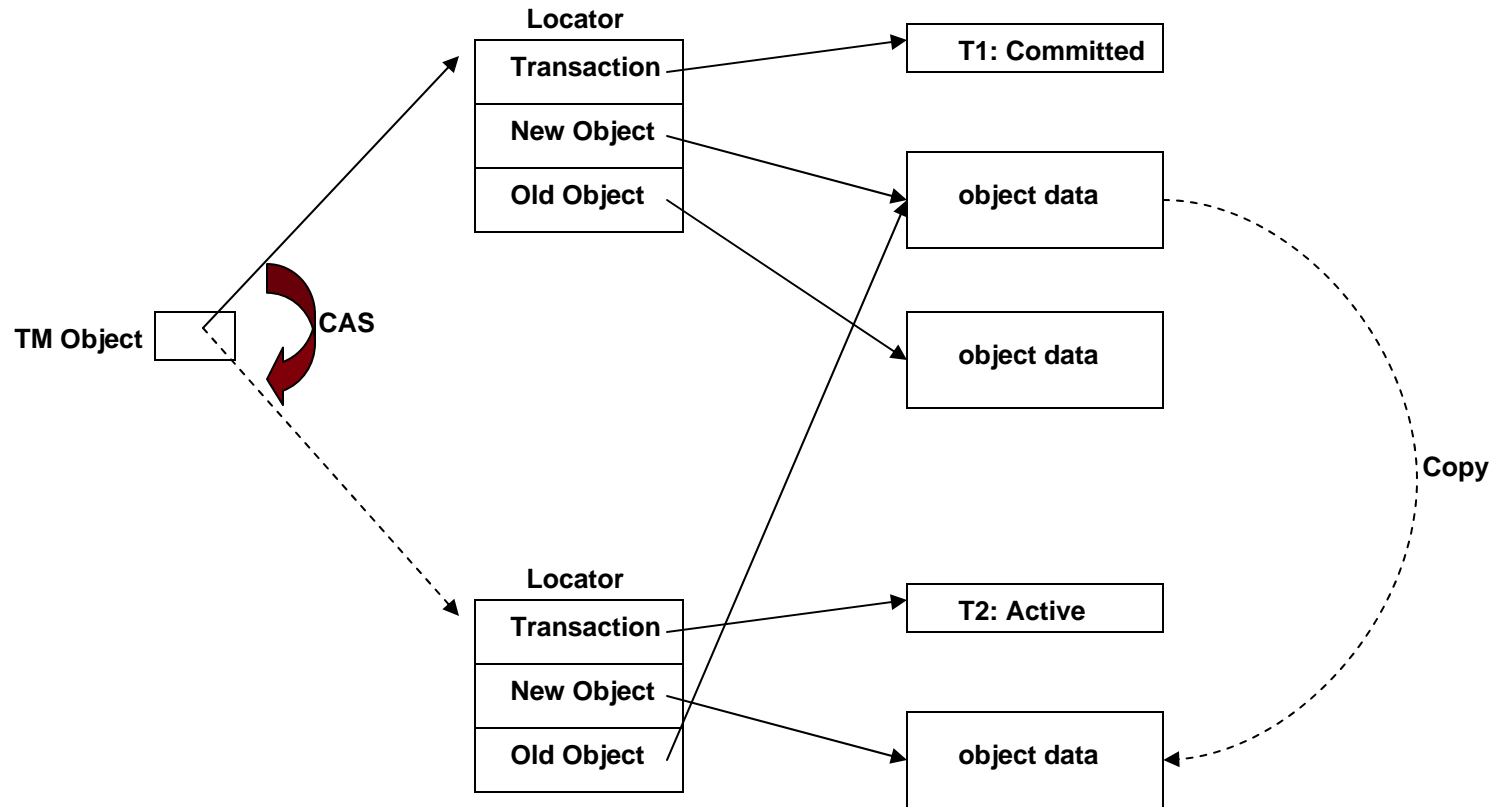 Locator
Transaction
T1: Committed
New Object
Old Object
object data
TM Object
CAS
object data
Copy
Locator
Transaction
T2: Active
New Object
Old Object
object data